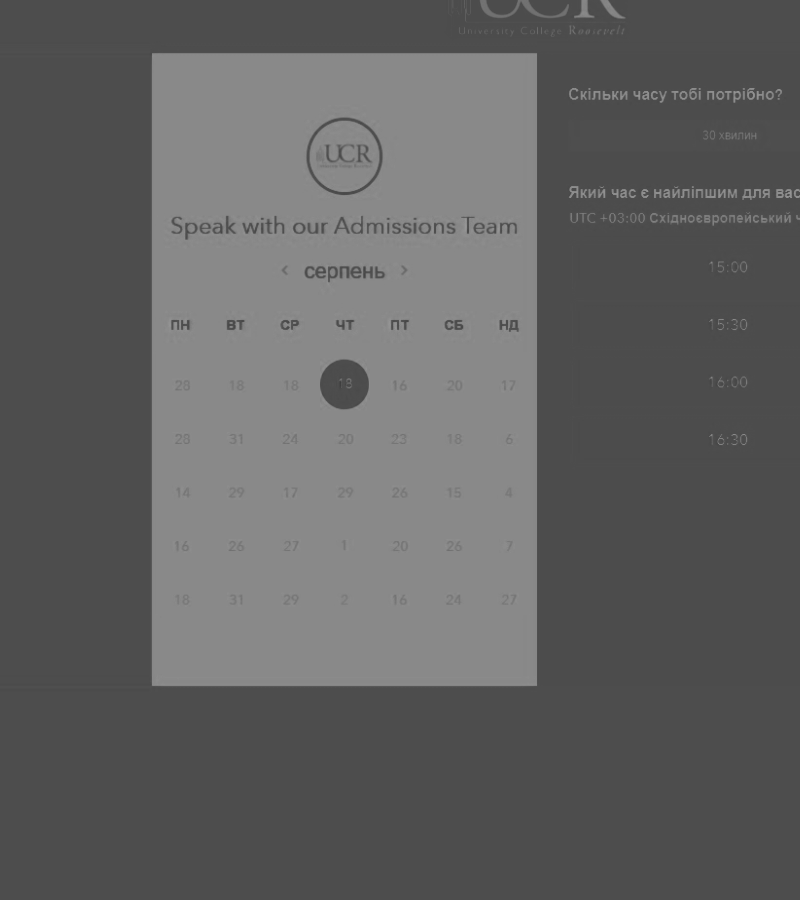 UCR
University College Roosevelt
UCR
Speak with our Admissions Team
< серпень >
ПН ВТ СР ЧТ ПТ СБ НД
28 18 18 13 16 20 17
28 31 24 20 23 18 6
14 29 17 29 26 15 4
16 26 27 1 20 26 7
18 31 29 2 16 24 27
Скільки часу тобі потрібно?
30 хвилин
Який час є найліпшим для вас
UTC +03:00 Східноєвропейський ч
15:00
15:30
16:00
16:30